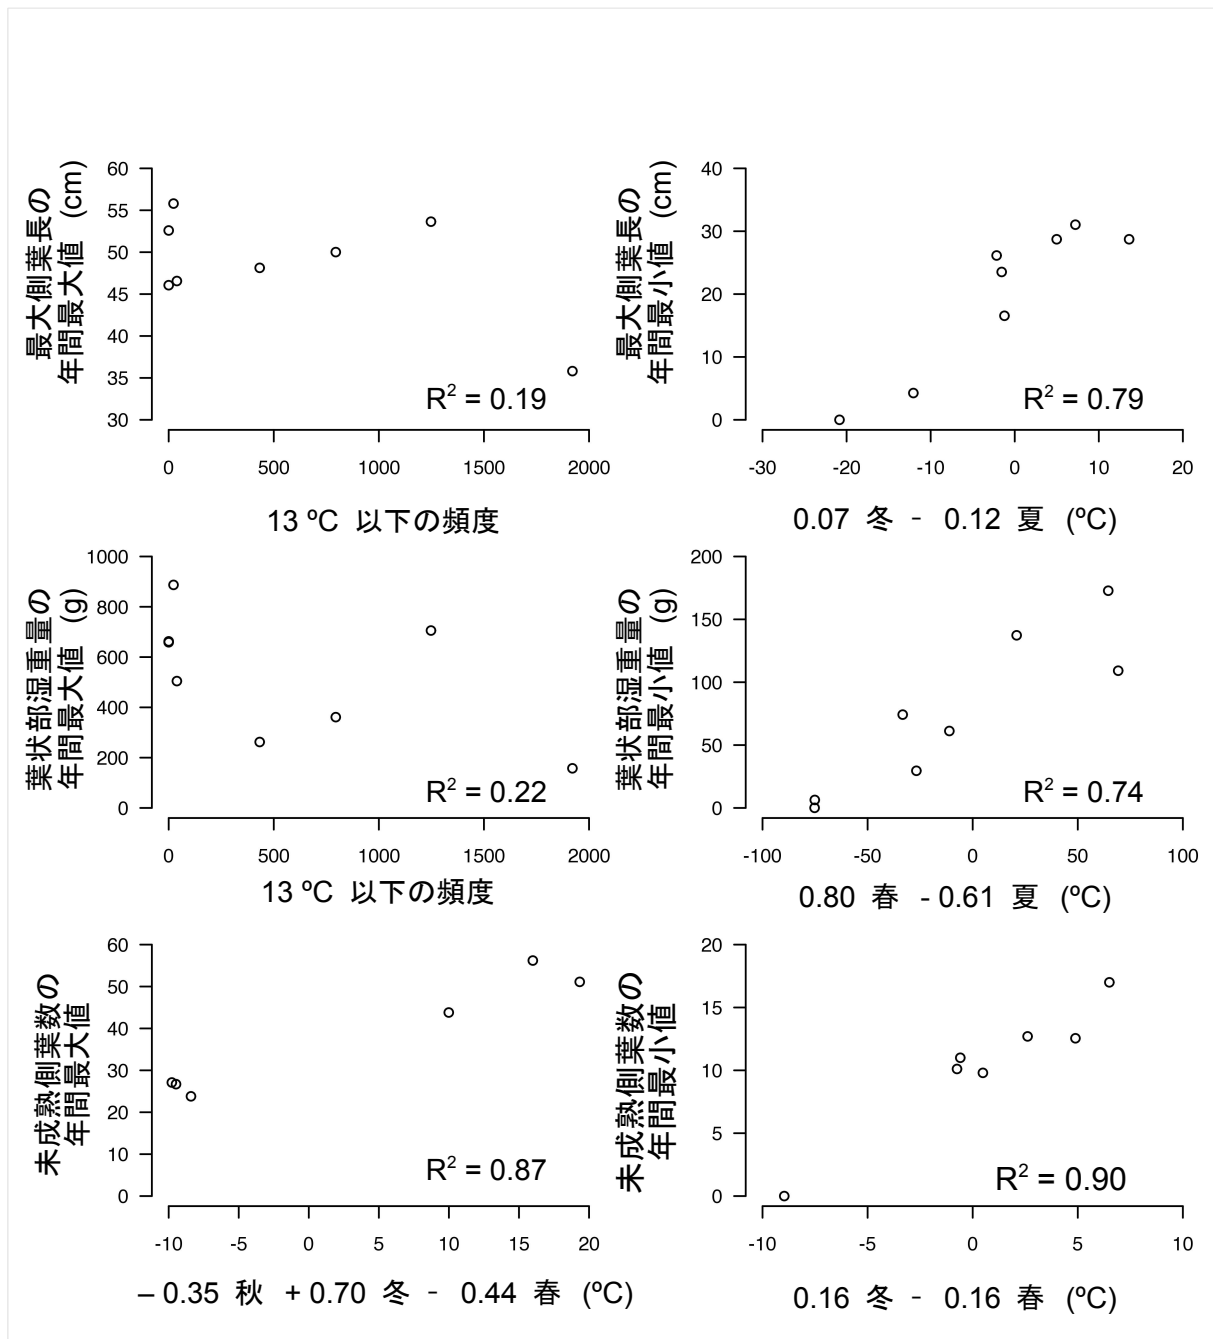 最大側葉長の
年間最大値 (cm)
60
55
50
45
40
35
30
R² = 0.19
0 500 1000 1500 2000
13 ºC 以下の頻度
最大側葉長の
年間最小値 (cm)
40
30
20
10
0
R² = 0.79
-30 -20 -10 0 10 20
0.07 冬 - 0.12 夏 (ºC)
葉状部湿重量の
年間最大値 (g)
1000
800
600
400
200
0
R² = 0.22
0 500 1000 1500 2000
13 ºC 以下の頻度
葉状部湿重量の
年間最小値 (g)
200
150
100
50
0
R² = 0.74
-100 -50 0 50 100
0.80 春 - 0.61 夏 (ºC)
未成熟側葉数の
年間最大値
60
50
40
30
20
10
0
R² = 0.87
-10 -5 0 5 10 15 20
– 0.35 秋 + 0.70 冬 - 0.44 春 (ºC)
未成熟側葉数の
年間最小値
20
15
10
5
0
R² = 0.90
-10 -5 0 5 10
0.16 冬 - 0.16 春 (ºC)